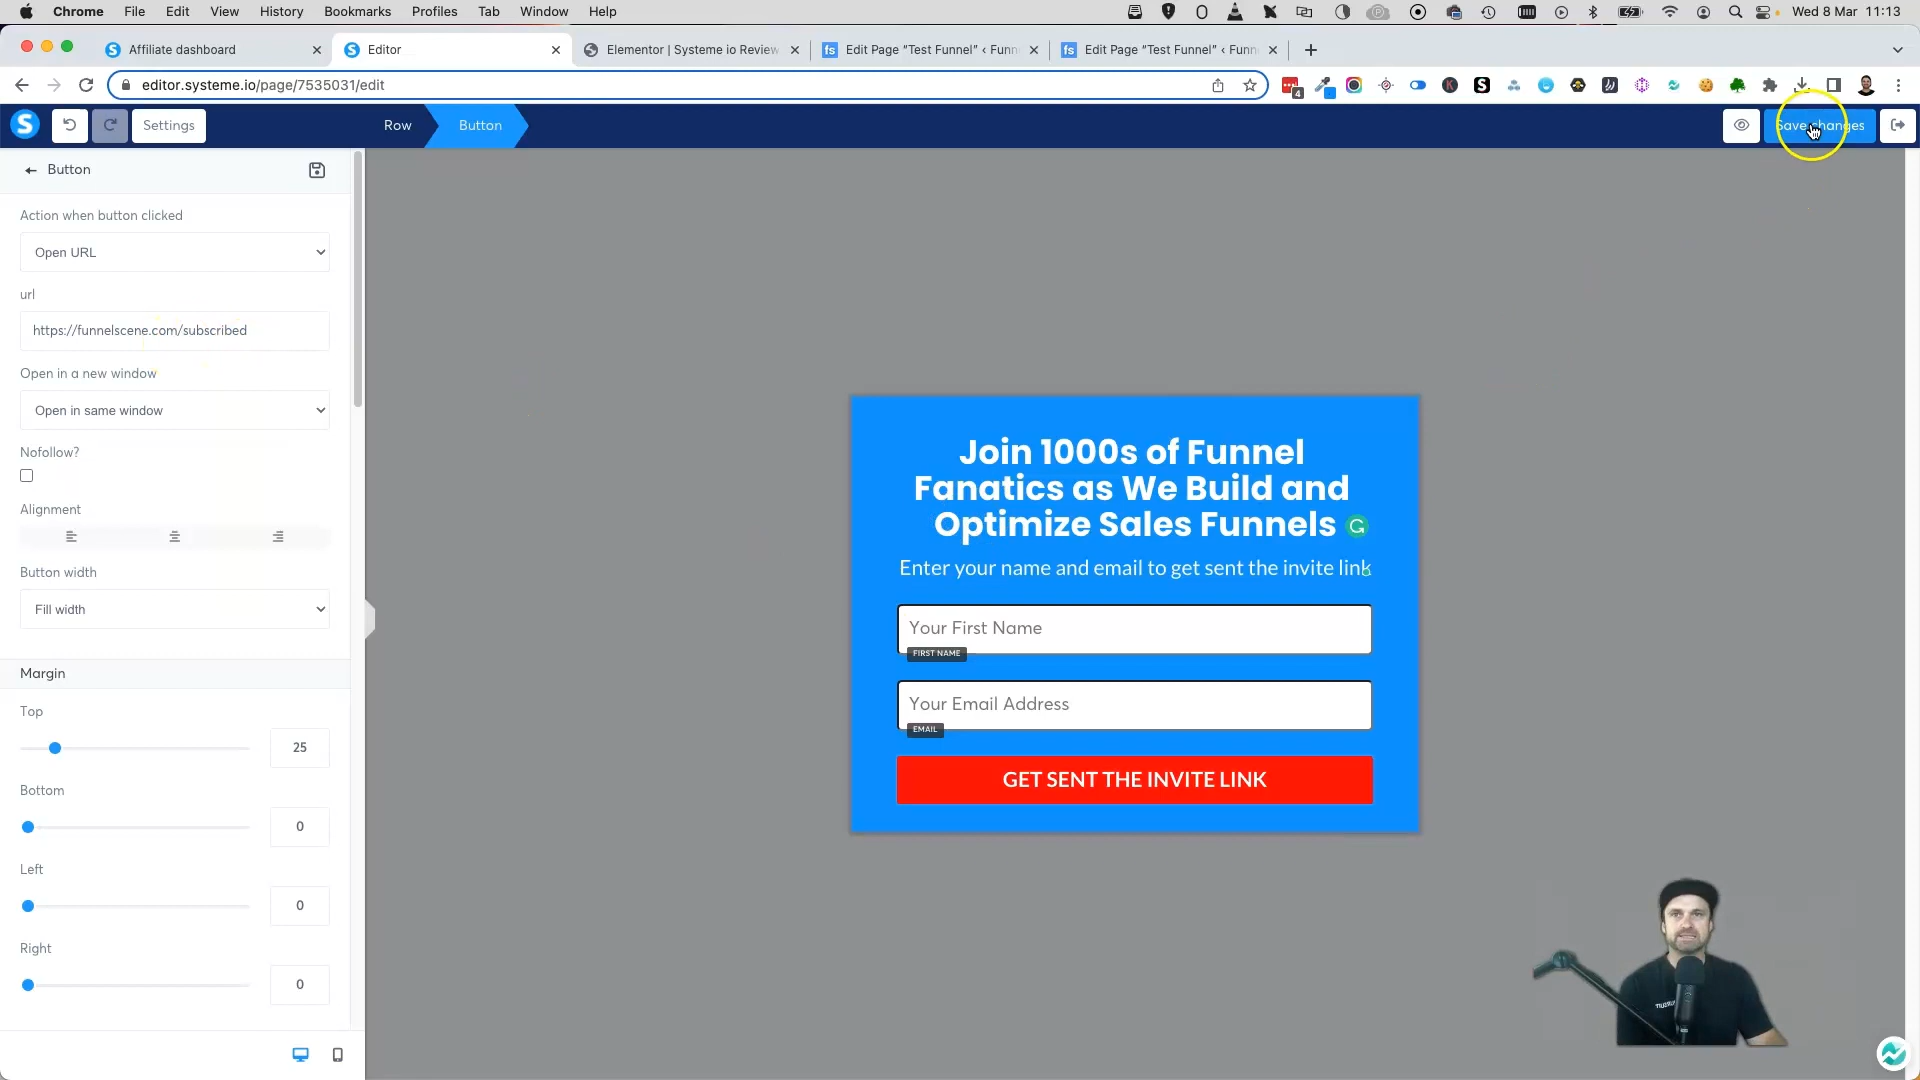 Chrome File Edit View History Bookmarks Profiles Tab Window Help Wed 8 Mar 11:13
Affiliate dashboard Editor Elementor | Systeme io Review Edit Page “Test Funnel” ‹ Funn Edit Page “Test Funnel” ‹ Funn
editor.systeme.io/page/7535031/edit
4
S Settings Row Button Save changes
Button
Action when button clicked
Open URL
url
https://funnelscene.com/subscribed
Open in a new window
Open in same window
Nofollow?
Alignment
Button width
Fill width
Margin
Top
25
Bottom
0
Left
0
Right
0
Join 1000s of Funnel
Fanatics as We Build and
Optimize Sales Funnels
Enter your name and email to get sent the invite link
Your First Name
FIRST NAME
Your Email Address
EMAIL
GET SENT THE INVITE LINK